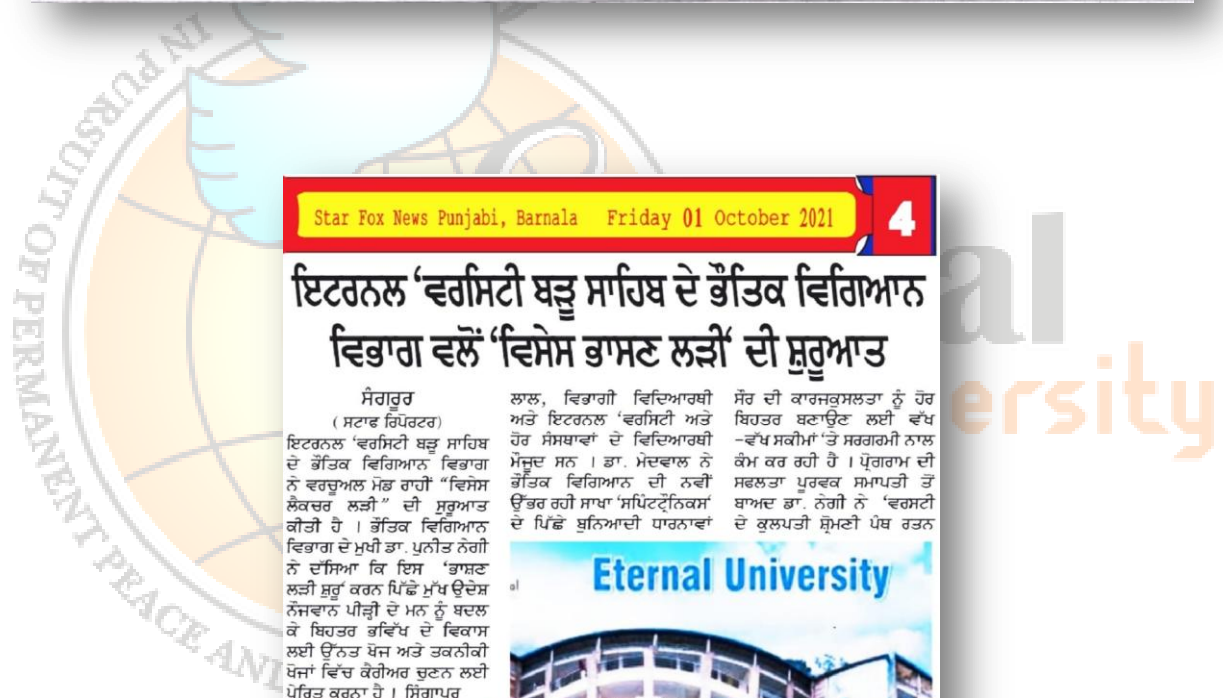 IN PURSUIT OF PERMANENT PEACE AND
al
ersity
Star Fox News Punjabi, Barnala Friday 01 October 2021 4
ਇਟਰਨਲ ‘ਵਰਸਿਟੀ ਬੜੂ ਸਾਹਿਬ ਦੇ ਭੌਤਿਕ ਵਿਗਿਆਨ
ਵਿਭਾਗ ਵਲੋਂ ‘ਵਿਸੇਸ ਭਾਸਣ ਲੜੀ‘ ਦੀ ਸ਼ੁਰੂਆਤ
ਸੰਗਰੂਰ
( ਸਟਾਫ ਰਿਪੋਰਟਰ)
ਇਟਰਨਲ ‘ਵਰਸਿਟੀ ਬੜੂ ਸਾਹਿਬ
ਦੇ ਭੌਤਿਕ ਵਿਗਿਆਨ ਵਿਭਾਗ
ਨੇ ਵਰਚੂਅਲ ਮੋਡ ਰਾਹੀਂ “ਵਿਸੇਸ
ਲੈਕਚਰ ਲੜੀ” ਦੀ ਸੁਰੂਆਤ
ਕੀਤੀ ਹੈ । ਭੌਤਿਕ ਵਿਗਿਆਨ
ਵਿਭਾਗ ਦੇ ਮੁਖੀ ਡਾ. ਪੁਨੀਤ ਨੇਗੀ
ਨੇ ਦੱਸਿਆ ਕਿ ਇਸ ‘ਭਾਸ਼ਣ
ਲੜੀ ਸ਼ੁਰੂ‘ ਕਰਨ ਪਿੱਛੇ ਮੁੱਖ ਉਦੇਸ਼
ਨੌਜਵਾਨ ਪੀੜ੍ਹੀ ਦੇ ਮਨ ਨੂੰ ਬਦਲ
ਕੇ ਬਿਹਤਰ ਭਵਿੱਖ ਦੇ ਵਿਕਾਸ
ਲਈ ਉੱਨਤ ਖੋਜ ਅਤੇ ਤਕਨੀਕੀ
ਖੋਜਾਂ ਵਿੱਚ ਕੈਰੀਅਰ ਚੁਣਨ ਲਈ
ਪ੍ਰੇਰਿਤ ਕਰਨਾ ਹੈ । ਸਿੰਗਾਪੁਰ
ਲਾਲ, ਵਿਭਾਗੀ ਵਿਦਿਆਰਥੀ
ਅਤੇ ਇਟਰਨਲ ‘ਵਰਸਿਟੀ ਅਤੇ
ਹੋਰ ਸੰਸਥਾਵਾਂ ਦੇ ਵਿਦਿਆਰਥੀ
ਮੌਜੂਦ ਸਨ । ਡਾ. ਮੇਦਵਾਲ ਨੇ
ਭੌਤਿਕ ਵਿਗਿਆਨ ਦੀ ਨਵੀਂ
ਉੱਭਰ ਰਹੀ ਸਾਖਾ ‘ਸਪਿੰਟਟ੍ਰੌਨਿਕਸ‘
ਦੇ ਪਿੱਛੇ ਬੁਨਿਆਦੀ ਧਾਰਨਾਵਾਂ
ਸੌਰ ਦੀ ਕਾਰਜਕੁਸਲਤਾ ਨੂੰ ਹੋਰ
ਬਿਹਤਰ ਬਣਾਉਣ ਲਈ ਵੱਖ
-ਵੱਖ ਸਕੀਮਾਂ ‘ਤੇ ਸਰਗਰਮੀ ਨਾਲ
ਕੰਮ ਕਰ ਰਹੀ ਹੈ । ਪ੍ਰੋਗਰਾਮ ਦੀ
ਸਫਲਤਾ ਪੂਰਵਕ ਸਮਾਪਤੀ ਤੋਂ
ਬਾਅਦ ਡਾ. ਨੇਗੀ ਨੇ ‘ਵਰਸਟੀ
ਦੇ ਕੁਲਪਤੀ ਸ਼੍ਰੋਮਣੀ ਪੰਥ ਰਤਨ
Eternal University